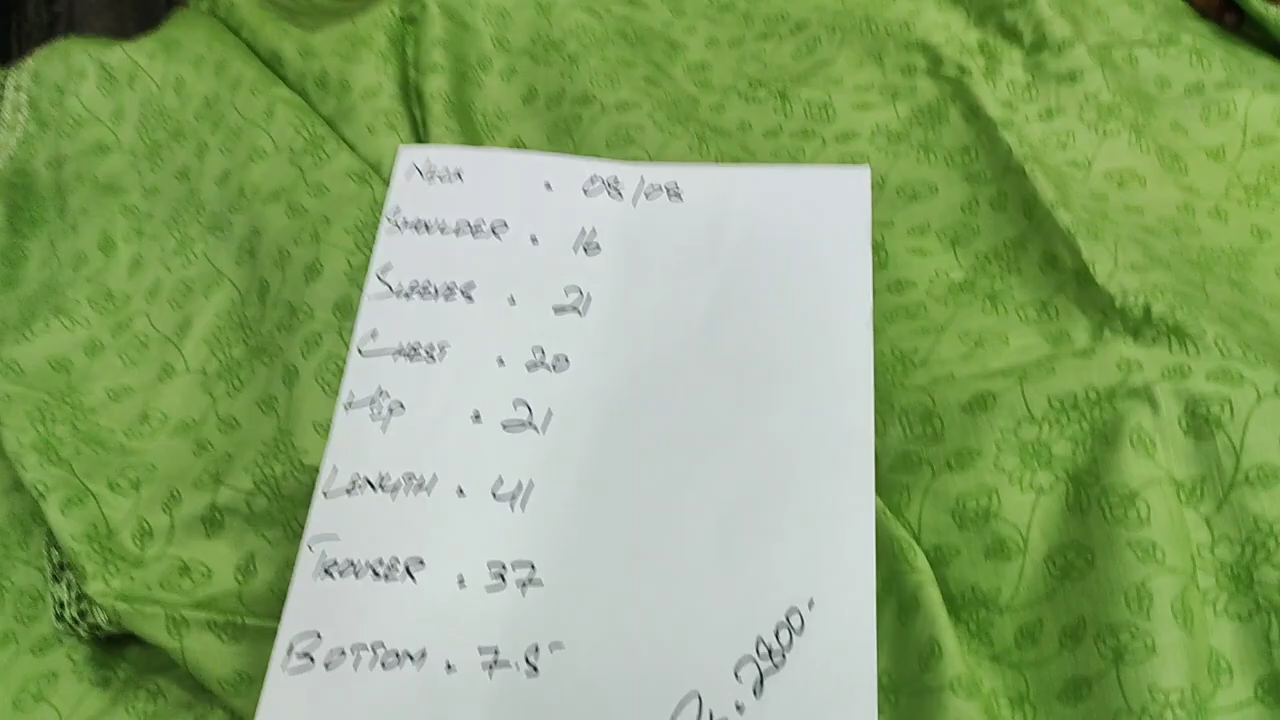 NECK . 08/08
SHOULDER . 16
SLEEVES . 21
CHEST . 20
HIP . 21
LENGTH . 41
TROUSER . 37
BOTTOM . 7.5
Rs. 2800-